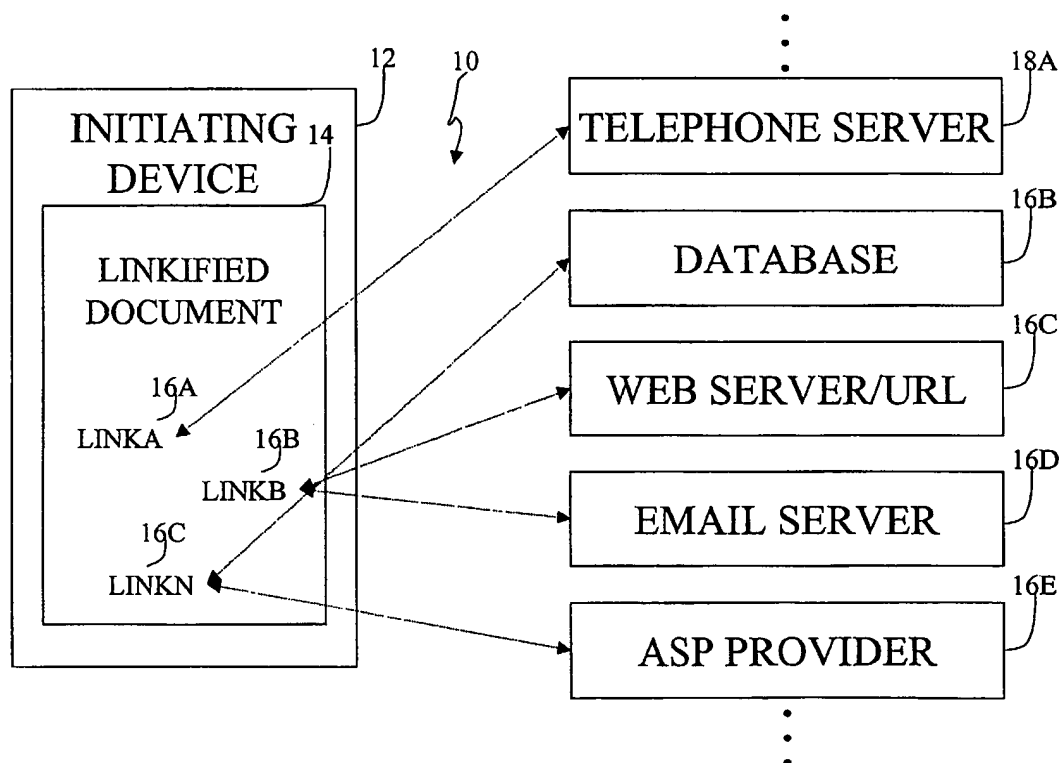 INITIATING
DEVICE
12
14
10
LINKIFIED
DOCUMENT
16A
LINKA
16B
LINKB
16C
LINKN
18A
TELEPHONE SERVER
16B
DATABASE
16C
WEB SERVER/URL
16D
EMAIL SERVER
16E
ASP PROVIDER